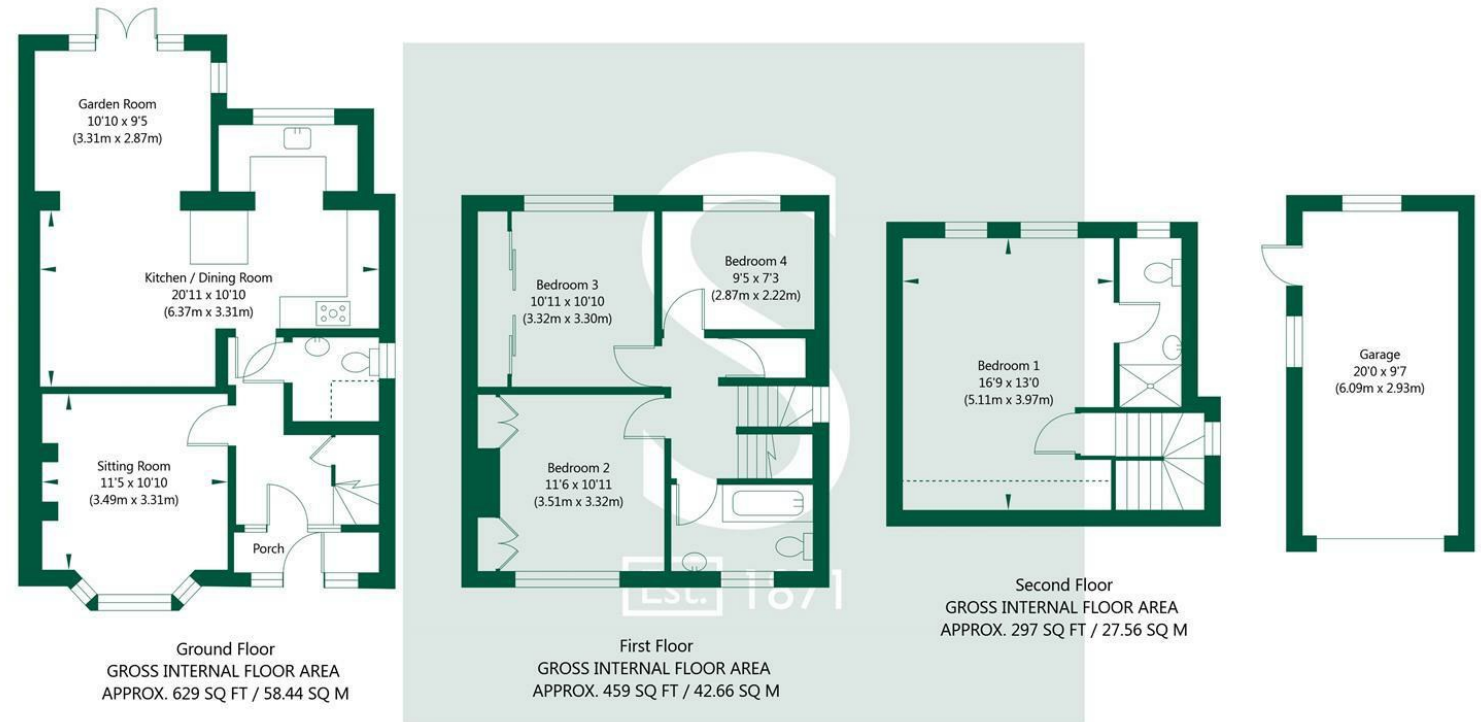 Garden Room
10'10 x 9'5
(3.31m x 2.87m)
Kitchen / Dining Room
20'11 x 10'10
(6.37m x 3.31m)
Sitting Room
11'5 x 10'10
(3.49m x 3.31m)
Porch
Ground Floor
GROSS INTERNAL FLOOR AREA
APPROX. 629 SQ FT / 58.44 SQ M
Bedroom 3
10'11 x 10'10
(3.32m x 3.30m)
Bedroom 4
9'5 x 7'3
(2.87m x 2.22m)
Bedroom 2
11'6 x 10'11
(3.51m x 3.32m)
S
Est. 1871
First Floor
GROSS INTERNAL FLOOR AREA
APPROX. 459 SQ FT / 42.66 SQ M
Bedroom 1
16'9 x 13'0
(5.11m x 3.97m)
Second Floor
GROSS INTERNAL FLOOR AREA
APPROX. 297 SQ FT / 27.56 SQ M
Garage
20'0 x 9'7
(6.09m x 2.93m)